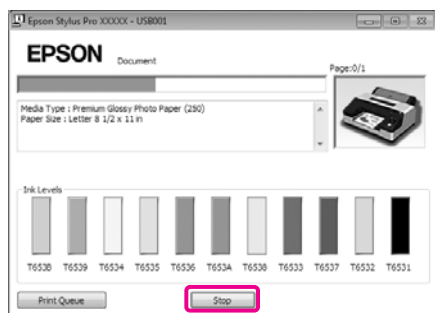 Epson Stylus Pro XXXXX - USB001
EPSON
Document
Page:0/1
Media Type : Premium Glossy Photo Paper (250)
Paper Size : Letter 8 1/2 x 11 in
Ink Levels
T653B T6539 T6534 T6535 T6536 T653A T6538 T6533 T6537 T6532 T6531
Print Queue
Stop